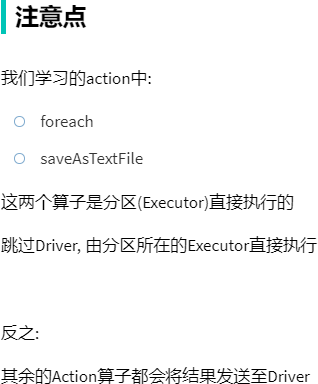 注意点
我们学习的action中:
foreach
saveAsTextFile
这两个算子是分区(Executor)直接执行的
跳过Driver, 由分区所在的Executor直接执行
反之:
其余的Action算子都会将结果发送至Driver